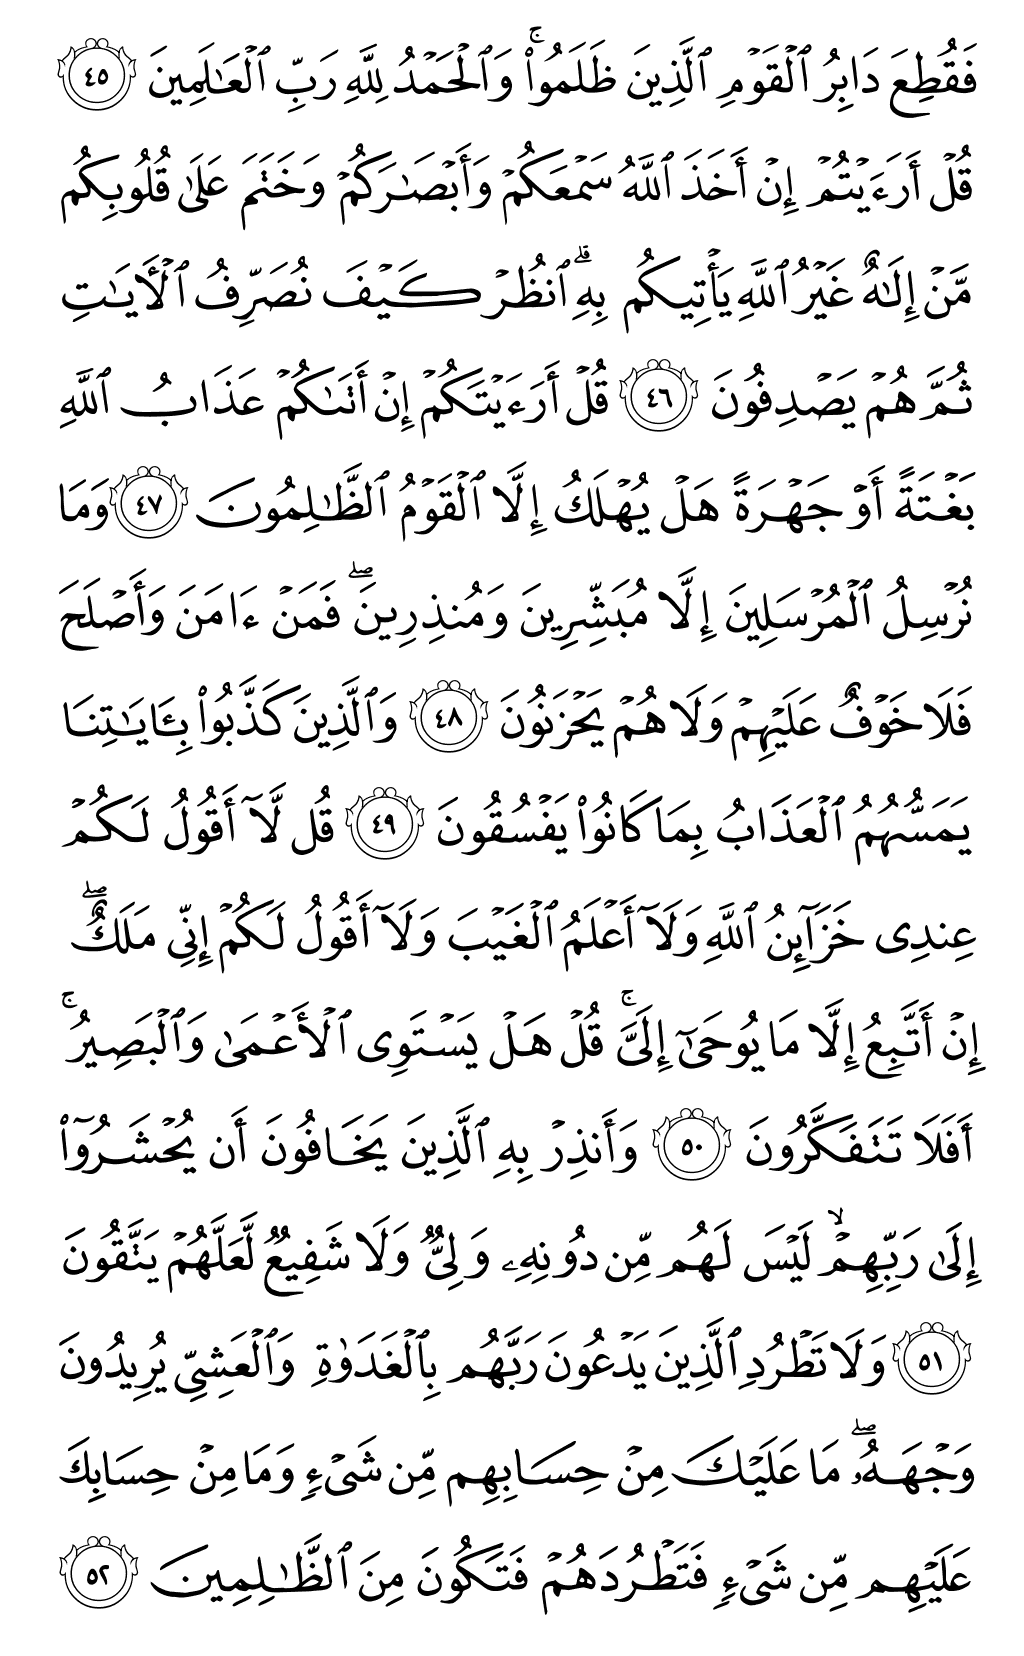 فَقُطِعَ دَابِرُ ٱلۡقَوۡمِ ٱلَّذِينَ ظَلَمُواْۚ وَٱلۡحَمۡدُ لِلَّهِ رَبِّ ٱلۡعَٰلَمِينَ ٤٥
قُلۡ أَرَءَيۡتُمۡ إِنۡ أَخَذَ ٱللَّهُ سَمۡعَكُمۡ وَأَبۡصَٰرَكُمۡ وَخَتَمَ عَلَىٰ قُلُوبِكُم
مَّنۡ إِلَٰهٌ غَيۡرُ ٱللَّهِ يَأۡتِيكُم بِهِۗ ٱنظُرۡ كَيۡفَ نُصَرِّفُ ٱلۡأٓيَٰتِ
ثُمَّ هُمۡ يَصۡدِفُونَ ٤٦ قُلۡ أَرَءَيۡتَكُمۡ إِنۡ أَتَىٰكُمۡ عَذَابُ ٱللَّهِ
بَغۡتَةً أَوۡ جَهۡرَةً هَلۡ يُهۡلَكُ إِلَّا ٱلۡقَوۡمُ ٱلظَّٰلِمُونَ ٤٧ وَمَا
نُرۡسِلُ ٱلۡمُرۡسَلِينَ إِلَّا مُبَشِّرِينَ وَمُنذِرِينَۖ فَمَنۡ ءَامَنَ وَأَصۡلَحَ
فَلَا خَوۡفٌ عَلَيۡهِمۡ وَلَا هُمۡ يَحۡزَنُونَ ٤٨ وَٱلَّذِينَ كَذَّبُواْ بِـَٔايَٰتِنَا
يَمَسُّهُمُ ٱلۡعَذَابُ بِمَا كَانُواْ يَفۡسُقُونَ ٤٩ قُل لَّآ أَقُولُ لَكُمۡ
عِندِي خَزَآئِنُ ٱللَّهِ وَلَآ أَعۡلَمُ ٱلۡغَيۡبَ وَلَآ أَقُولُ لَكُمۡ إِنِّي مَلَكٌۖ
إِنۡ أَتَّبِعُ إِلَّا مَا يُوحَىٰٓ إِلَيَّۚ قُلۡ هَلۡ يَسۡتَوِي ٱلۡأَعۡمَىٰ وَٱلۡبَصِيرُۚ
أَفَلَا تَتَفَكَّرُونَ ٥٠ وَأَنذِرۡ بِهِ ٱلَّذِينَ يَخَافُونَ أَن يُحۡشَرُوٓاْ
إِلَىٰ رَبِّهِمۡۙ لَيۡسَ لَهُم مِّن دُونِهِۦ وَلِيٌّ وَلَا شَفِيعٌ لَّعَلَّهُمۡ يَتَّقُونَ
٥١ وَلَا تَطۡرُدِ ٱلَّذِينَ يَدۡعُونَ رَبَّهُم بِٱلۡغَدَوٰةِ وَٱلۡعَشِيِّ يُرِيدُونَ
وَجۡهَهُۥۖ مَا عَلَيۡكَ مِنۡ حِسَابِهِم مِّن شَيۡءٍ وَمَا مِنۡ حِسَابِكَ
عَلَيۡهِم مِّن شَيۡءٍ فَتَطۡرُدَهُمۡ فَتَكُونَ مِنَ ٱلظَّٰلِمِينَ ٥٢